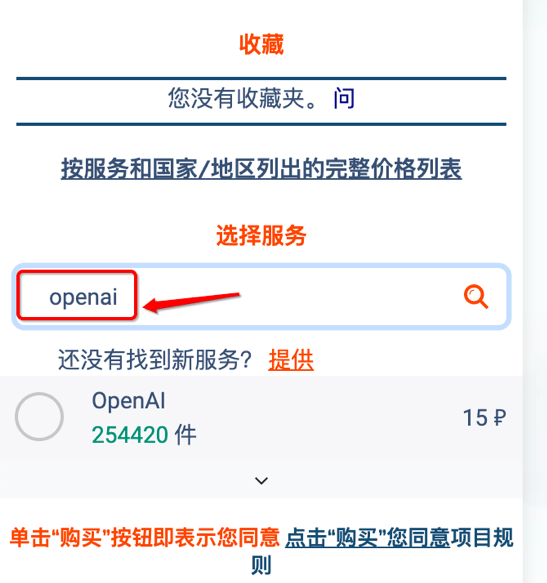 收藏
您没有收藏夹。 问
按服务和国家/地区列出的完整价格列表
选择服务
openai
还没有找到新服务? 提供
OpenAI
254420 件
15 ₽
单击“购买”按钮即表示您同意 点击“购买”您同意项目规
则